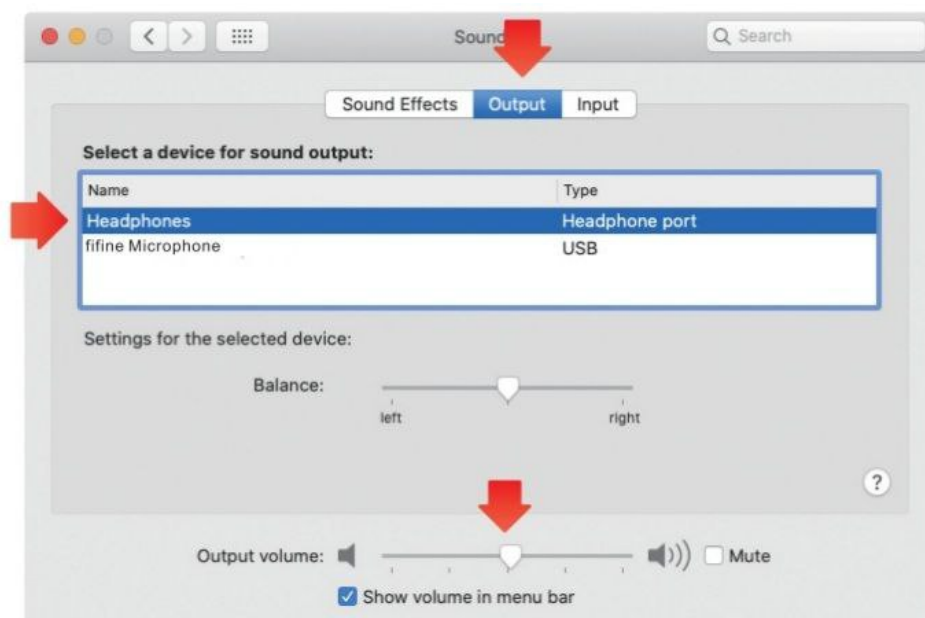 Sound
Search
Sound Effects Output Input
Select a device for sound output:
Name Type
Headphones Headphone port
fifine Microphone USB
Settings for the selected device:
Balance:
left right
?
Output volume: Mute
Show volume in menu bar